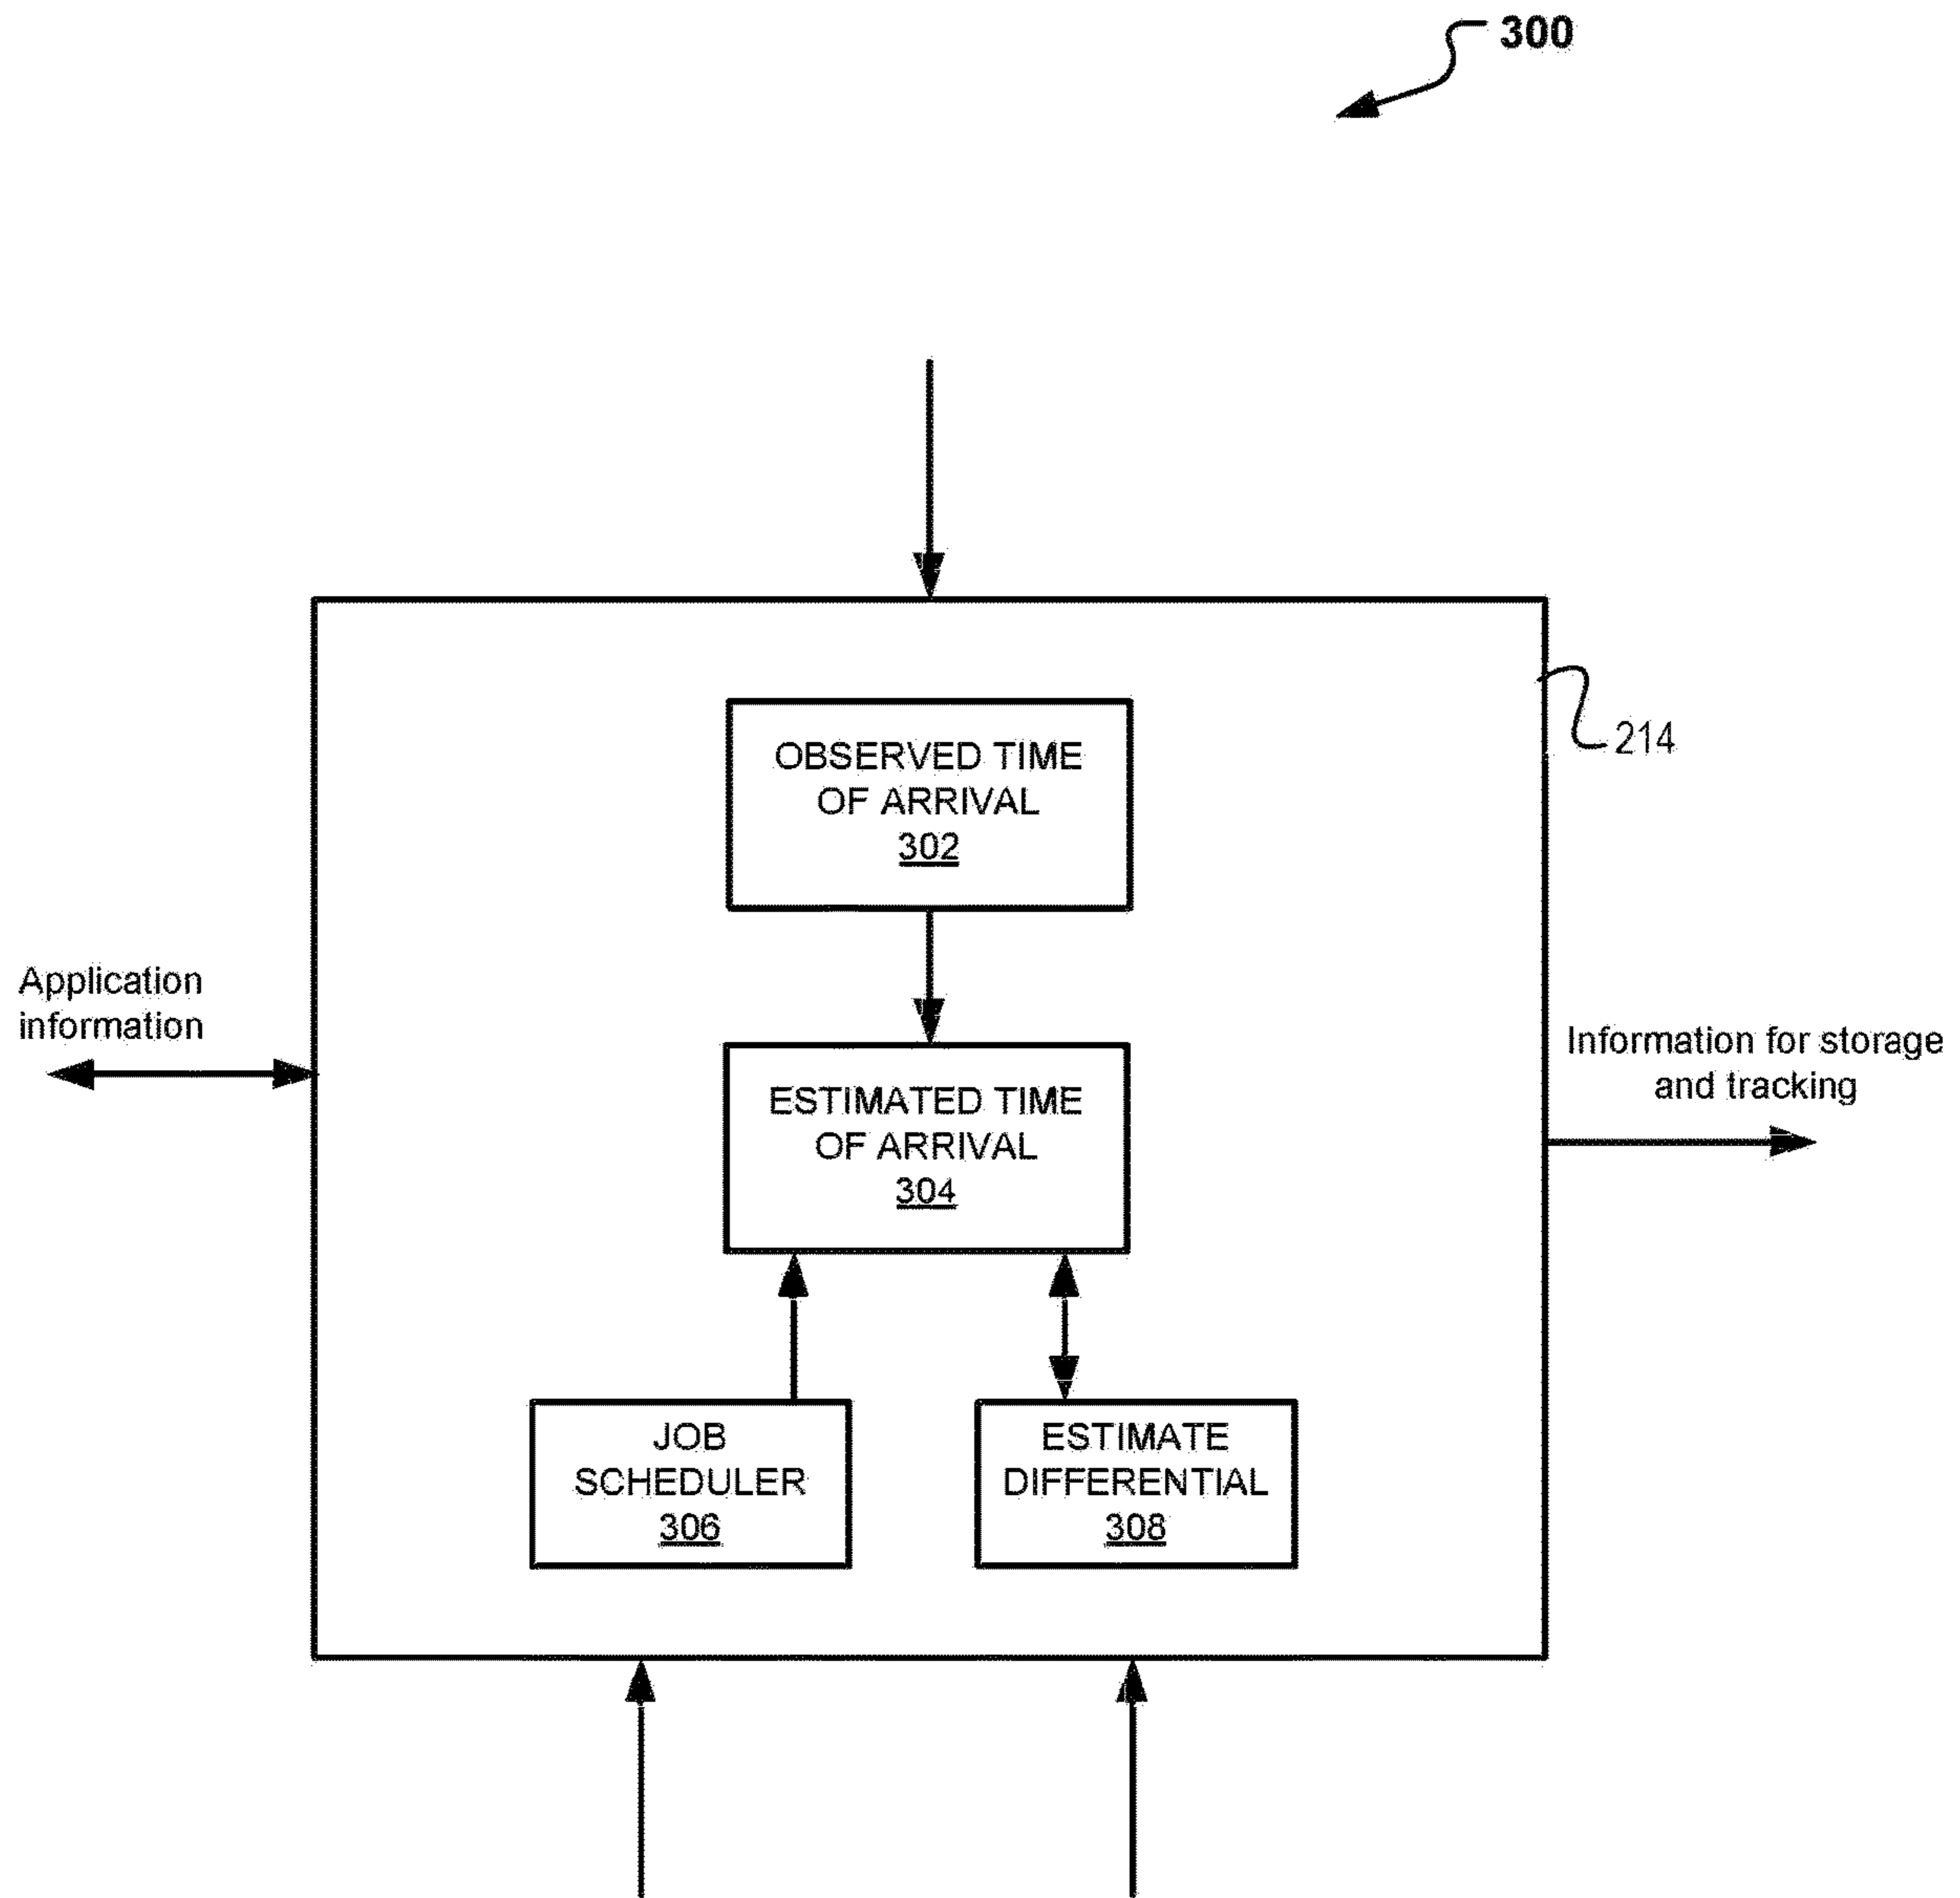 300
OBSERVED TIME
OF ARRIVAL
302
214
Application
information
ESTIMATED TIME
OF ARRIVAL
304
Information for storage
and tracking
JOB
SCHEDULER
306
ESTIMATE
DIFFERENTIAL
308